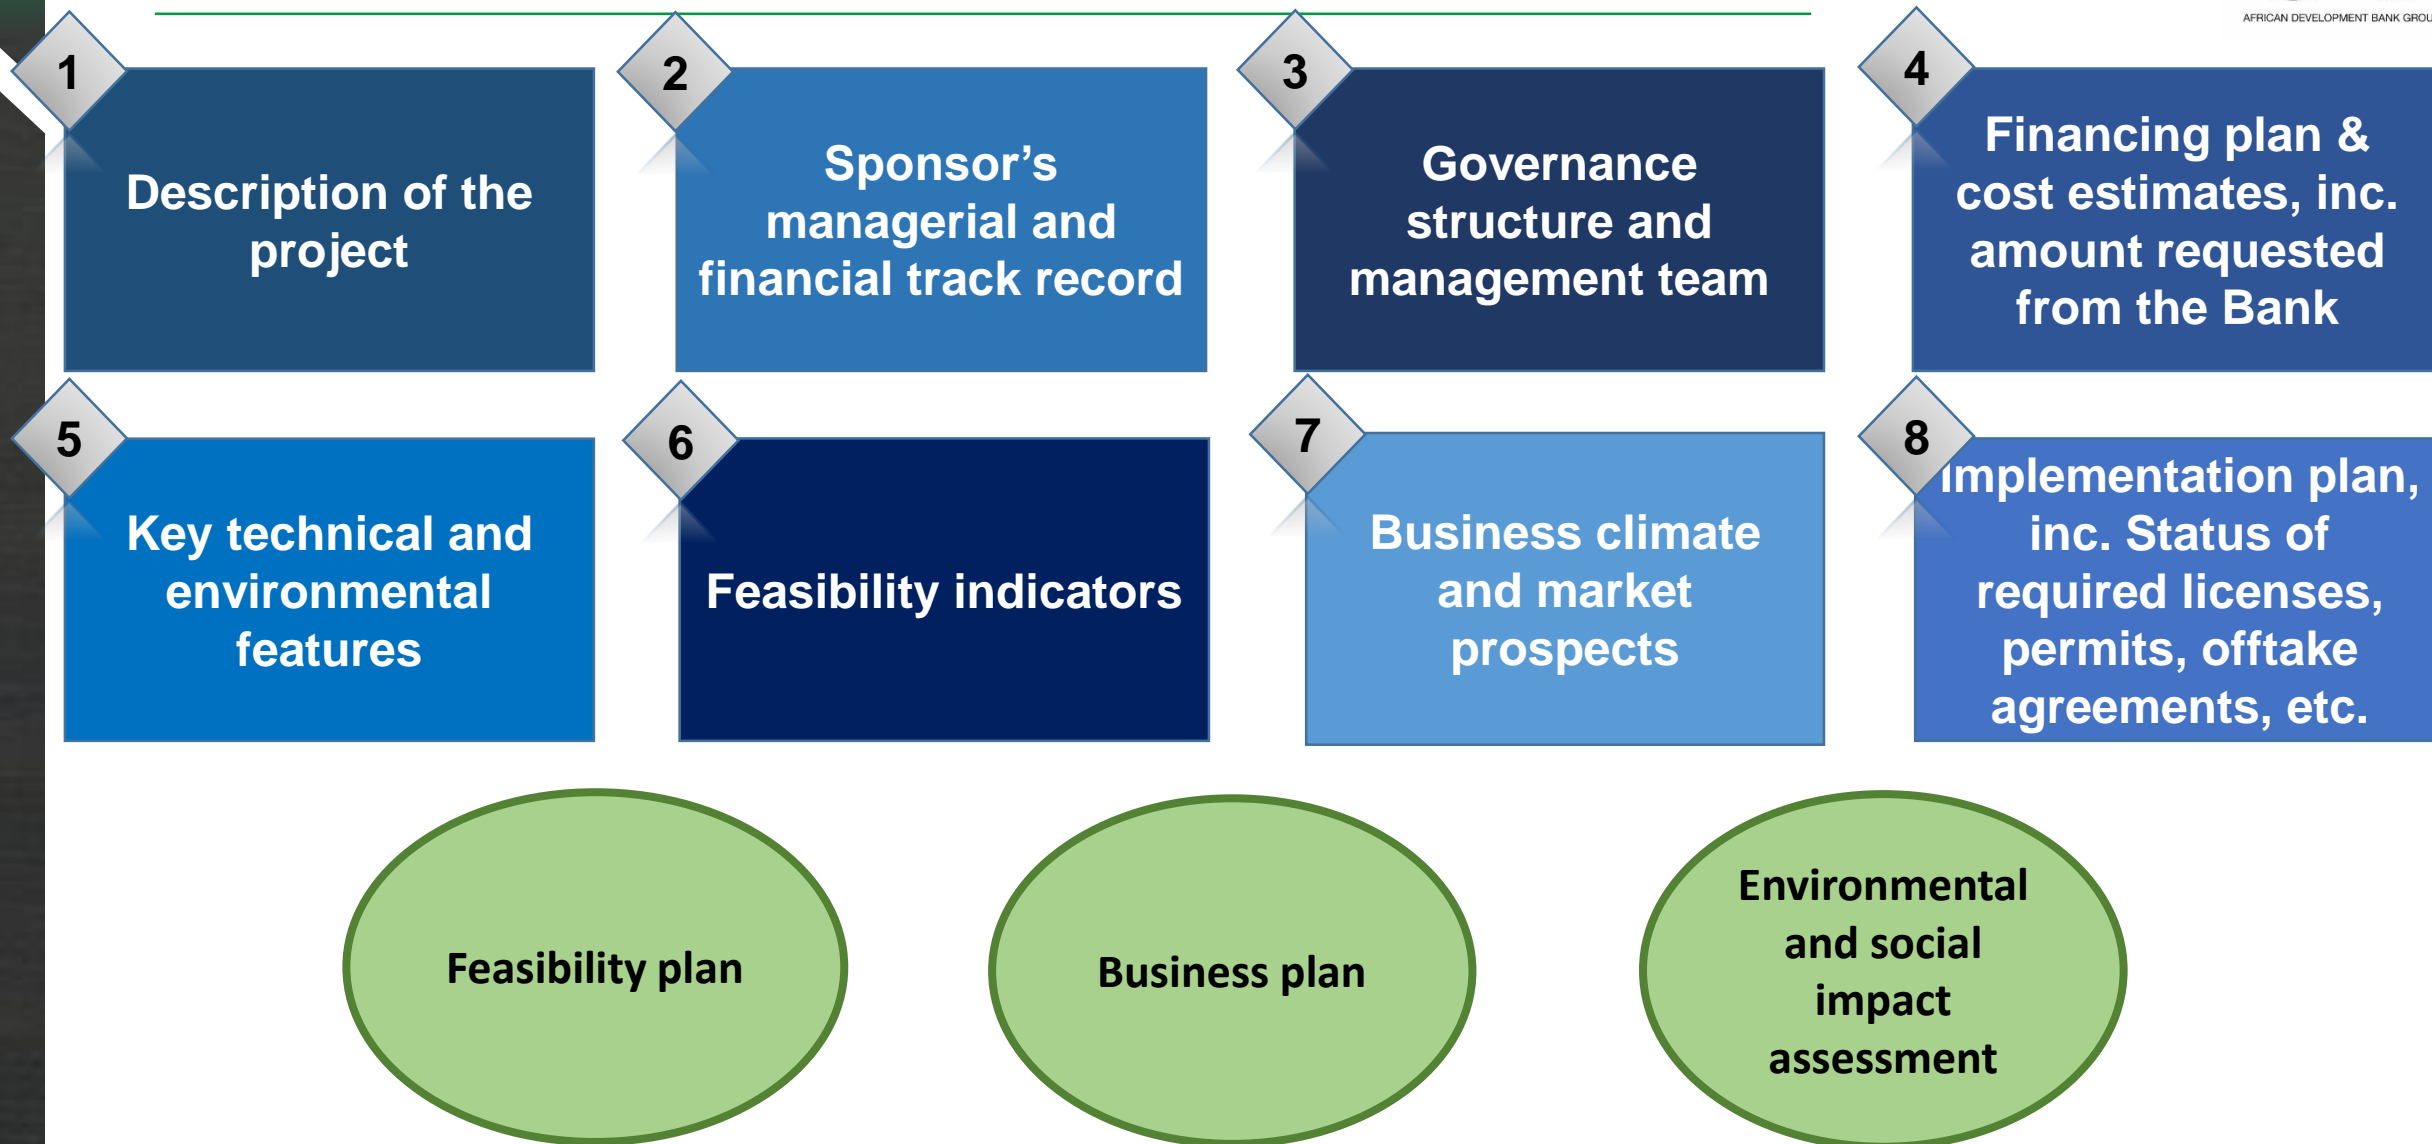 AFRICAN DEVELOPMENT BANK
1
Description of the
project
2
Sponsor’s
managerial and
financial track record
3
Governance
structure and
management team
4
Financing plan &
cost estimates, inc.
amount requested
from the Bank
5
Key technical and
environmental
features
6
Feasibility indicators
7
Business climate
and market
prospects
8
Implementation plan,
inc. Status of
required licenses,
permits, offtake
agreements, etc.
Feasibility plan
Business plan
Environmental
and social
impact
assessment